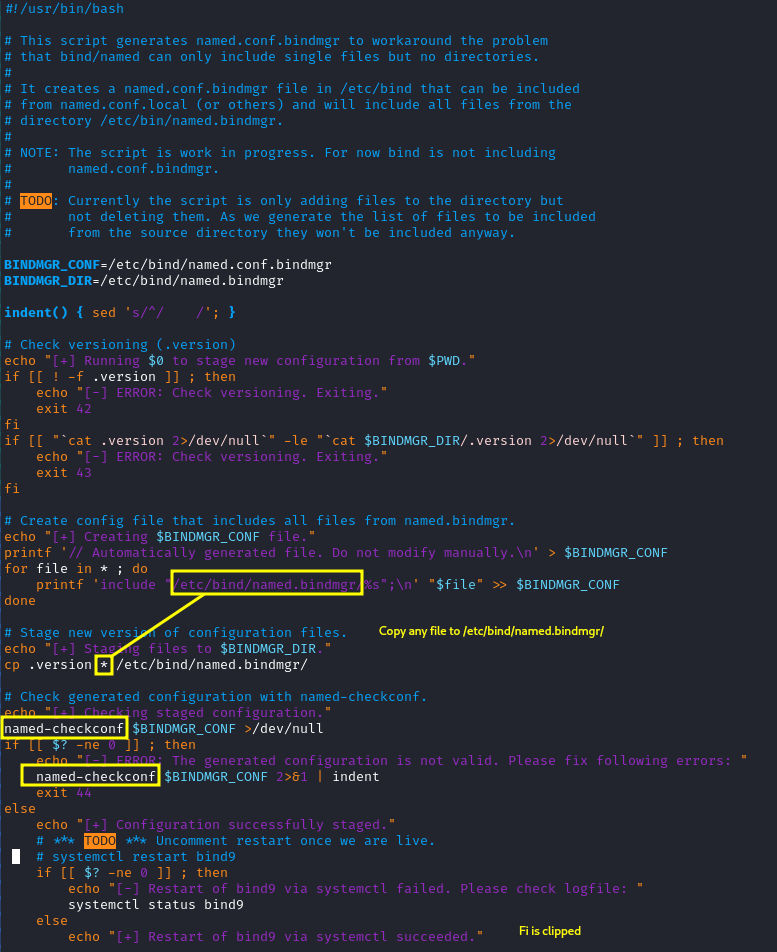 #!/usr/bin/bash
# This script generates named.conf.bindmgr to workaround the problem
# that bind/named can only include single files but no directories.
#
# It creates a named.conf.bindmgr file in /etc/bind that can be included
# from named.conf.local (or others) and will include all files from the
# directory /etc/bin/named.bindmgr.
#
# NOTE: The script is work in progress. For now bind is not including
#       named.conf.bindmgr.
#
# TODO: Currently the script is only adding files to the directory but
#       not deleting them. As we generate the list of files to be included
#       from the source directory they won't be included anyway.
BINDMGR_CONF=/etc/bind/named.conf.bindmgr
BINDMGR_DIR=/etc/bind/named.bindmgr
indent() { sed 's/^/    /'; }
# Check versioning (.version)
echo "[+] Running $0 to stage new configuration from $PWD."
if [[ ! -f .version ]] ; then
    echo "[-] ERROR: Check versioning. Exiting."
    exit 42
fi
if [[ "`cat .version 2>/dev/null`" -le "`cat $BINDMGR_DIR/.version 2>/dev/null`" ]] ; then
    echo "[-] ERROR: Check versioning. Exiting."
    exit 43
fi
# Create config file that includes all files from named.bindmgr.
echo "[+] Creating $BINDMGR_CONF file."
printf '// Automatically generated file. Do not modify manually.\n' > $BINDMGR_CONF
for file in * ; do
    printf 'include "/etc/bind/named.bindmgr/%s";\n' "$file" >> $BINDMGR_CONF
done
# Stage new version of configuration files.
Copy any file to /etc/bind/named.bindmgr/
echo "[+] Staging files to $BINDMGR_DIR."
cp .version * /etc/bind/named.bindmgr/
# Check generated configuration with named-checkconf.
echo "[+] Checking staged configuration."
named-checkconf $BINDMGR_CONF >/dev/null
if [[ $? -ne 0 ]] ; then
    echo "[-] ERROR: The generated configuration is not valid. Please fix following errors: "
    named-checkconf $BINDMGR_CONF 2>&1 | indent
    exit 44
else
    echo "[+] Configuration successfully staged."
    # *** TODO *** Uncomment restart once we are live.
    # systemctl restart bind9
    if [[ $? -ne 0 ]] ; then
        echo "[-] Restart of bind9 via systemctl failed. Please check logfile: "
        systemctl status bind9
    else
        echo "[+] Restart of bind9 via systemctl succeeded."
Fi is clipped